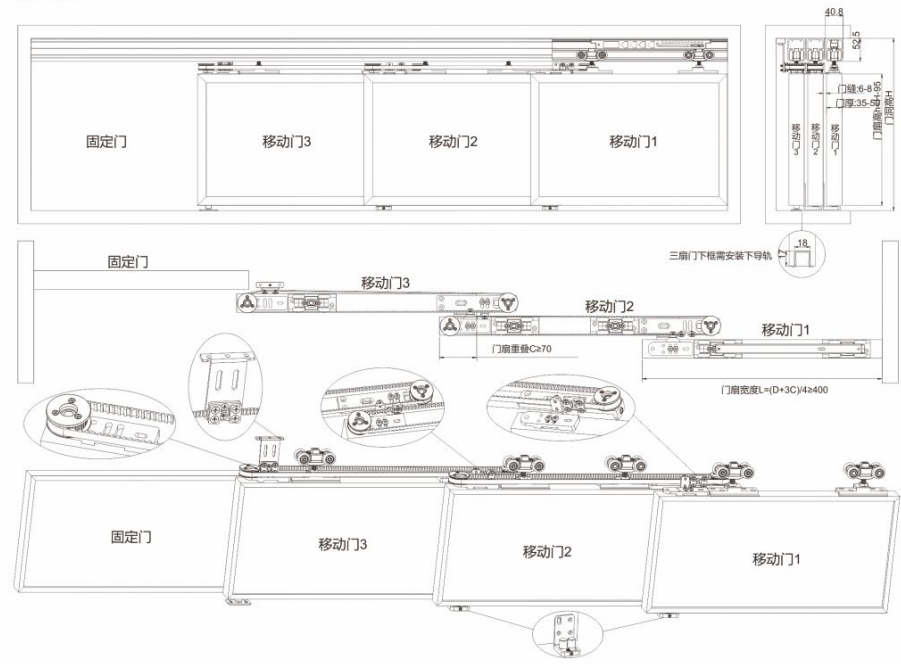 40.8
52.5
固定门
移动门3
移动门2
移动门1
门缝:6-8
门扇高h=H-95
门洞高H
移动门3
移动门2
移动门1
三扇门下框需安装下导轨
18
17
固定门
移动门3
移动门2
移动门1
门扇重叠C≥70
门扇宽度L=(D+3C)/4≥400
固定门
移动门3
移动门2
移动门1